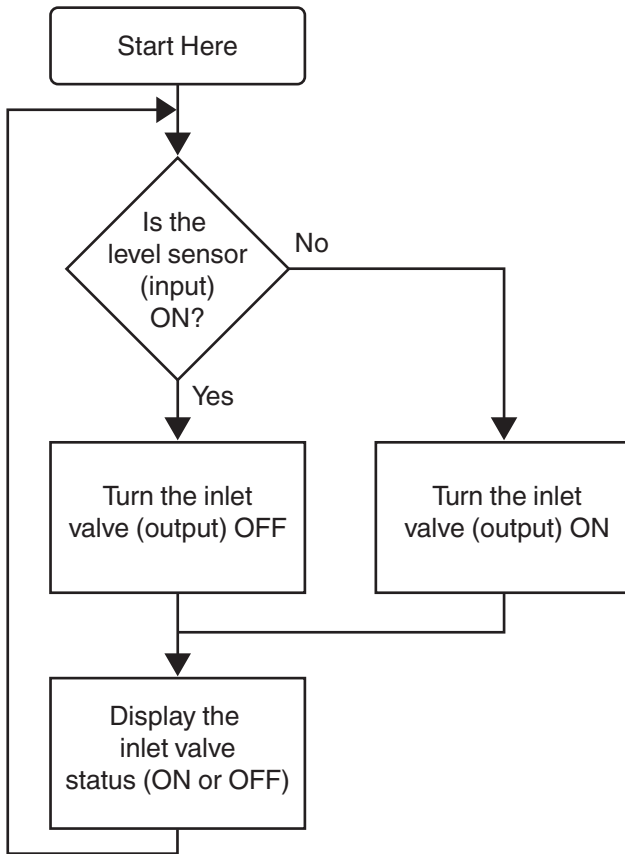 Start Here
Is the
level sensor
(input)
ON?
No
Yes
Turn the inlet
valve (output) OFF
Turn the inlet
valve (output) ON
Display the
inlet valve
status (ON or OFF)